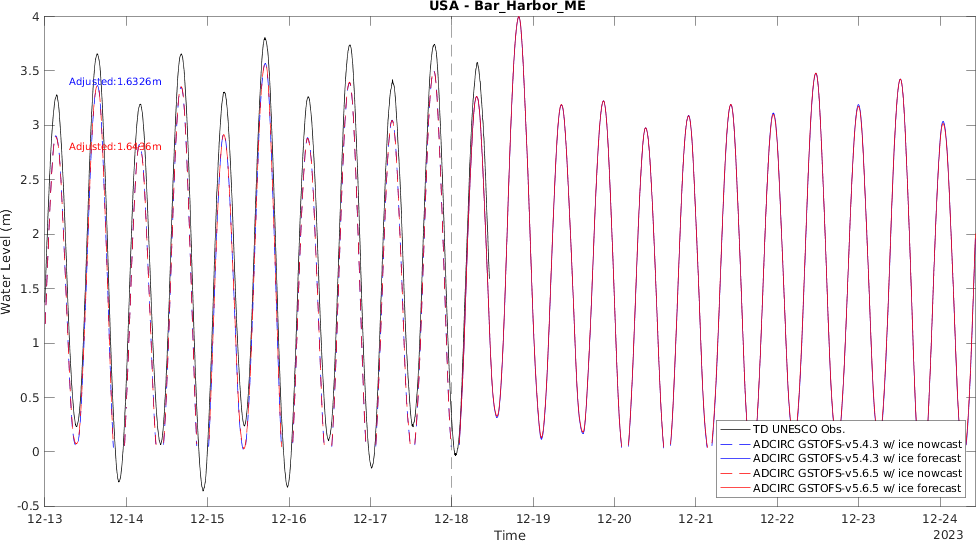 USA - Bar_Harbor_ME
4
3.5
3
2.5
2
1.5
1
0.5
0
-0.5
Water Level (m)
Adjusted:1.6326m
Adjusted:1.6436m
TD UNESCO Obs.
ADCIRC GSTOFS-v5.4.3 w/ ice nowcast
ADCIRC GSTOFS-v5.4.3 w/ ice forecast
ADCIRC GSTOFS-v5.6.5 w/ ice nowcast
ADCIRC GSTOFS-v5.6.5 w/ ice forecast
12-13 12-14 12-15 12-16 12-17 12-18 12-19 12-20 12-21 12-22 12-23 12-24
Time
2023